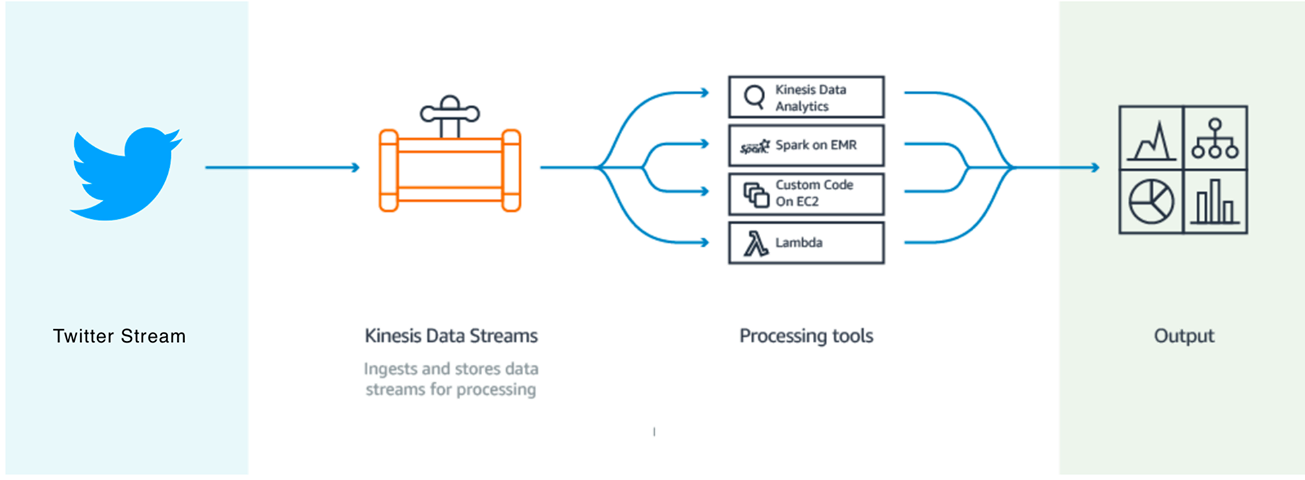 Kinesis Data
Analytics
Spark
Spark on EMR
Custom Code
On EC2
Lambda
Twitter Stream
Kinesis Data Streams
Processing tools
Output
Ingests and stores data
streams for processing